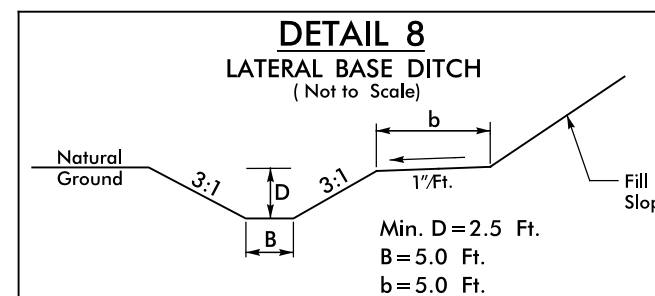 DETAIL 8
LATERAL BASE DITCH
( Not to Scale)
b
Natural
Ground
3:1
D
3:1
1"/Ft.
B
Fill
Min. D=2.5 Ft.
B=5.0 Ft.
b=5.0 Ft.